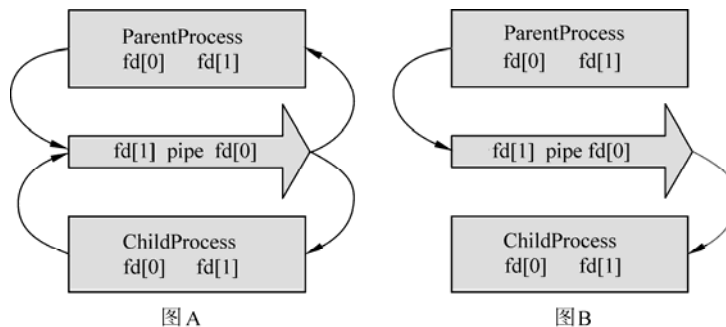 ParentProcess
fd[0] fd[1]
fd[1] pipe fd[0]
ChildProcess
fd[0] fd[1]
图A
ParentProcess
fd[0] fd[1]
fd[1] pipe fd[0]
ChildProcess
fd[0] fd[1]
图B